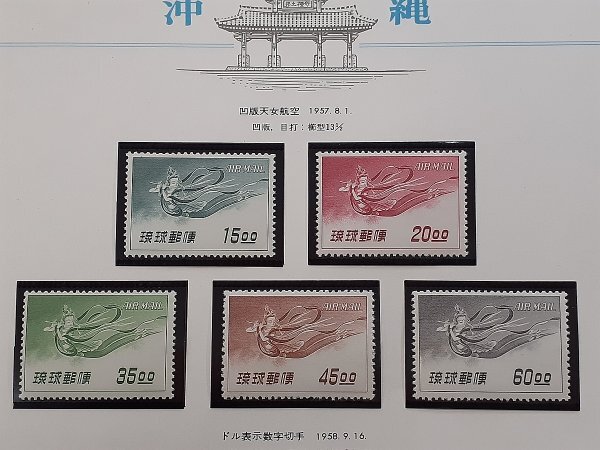 沖縄
凹版天女航空 1957.8.1.
凹版，目打：櫛型13½
AIR MAIL
琉球郵便 15.00
AIR MAIL
琉球郵便 20.00
AIR MAIL
琉球郵便 35.00
AIR MAIL
琉球郵便 45.00
AIR MAIL
琉球郵便 60.00
ドル表示数字切手 1958.9.16.